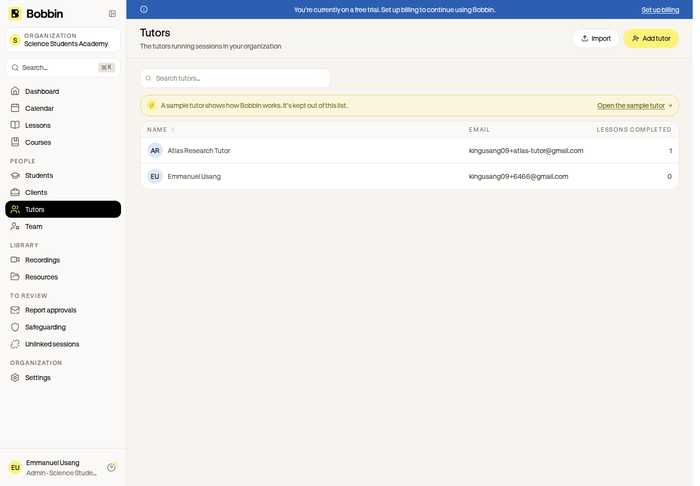 Bobbin
You're currently on a free trial. Set up billing to continue using Bobbin.
Set up billing
S
ORGANIZATION
Science Students Academy
Search...
⌘ K
Dashboard
Calendar
Lessons
Courses
PEOPLE
Students
Clients
Tutors
Team
LIBRARY
Recordings
Resources
TO REVIEW
Report approvals
Safeguarding
Unlinked sessions
ORGANIZATION
Settings
EU
Emmanuel Usang
Admin · Science Stude...
Tutors
The tutors running sessions in your organization
Import
Add tutor
Search tutors...
A sample tutor shows how Bobbin works. It's kept out of this list.
Open the sample tutor
NAME ↑ EMAIL LESSONS COMPLETED
AR Atlas Research Tutor kingusang09+atlas-tutor@gmail.com 1
EU Emmanuel Usang kingusang09+6466@gmail.com 0